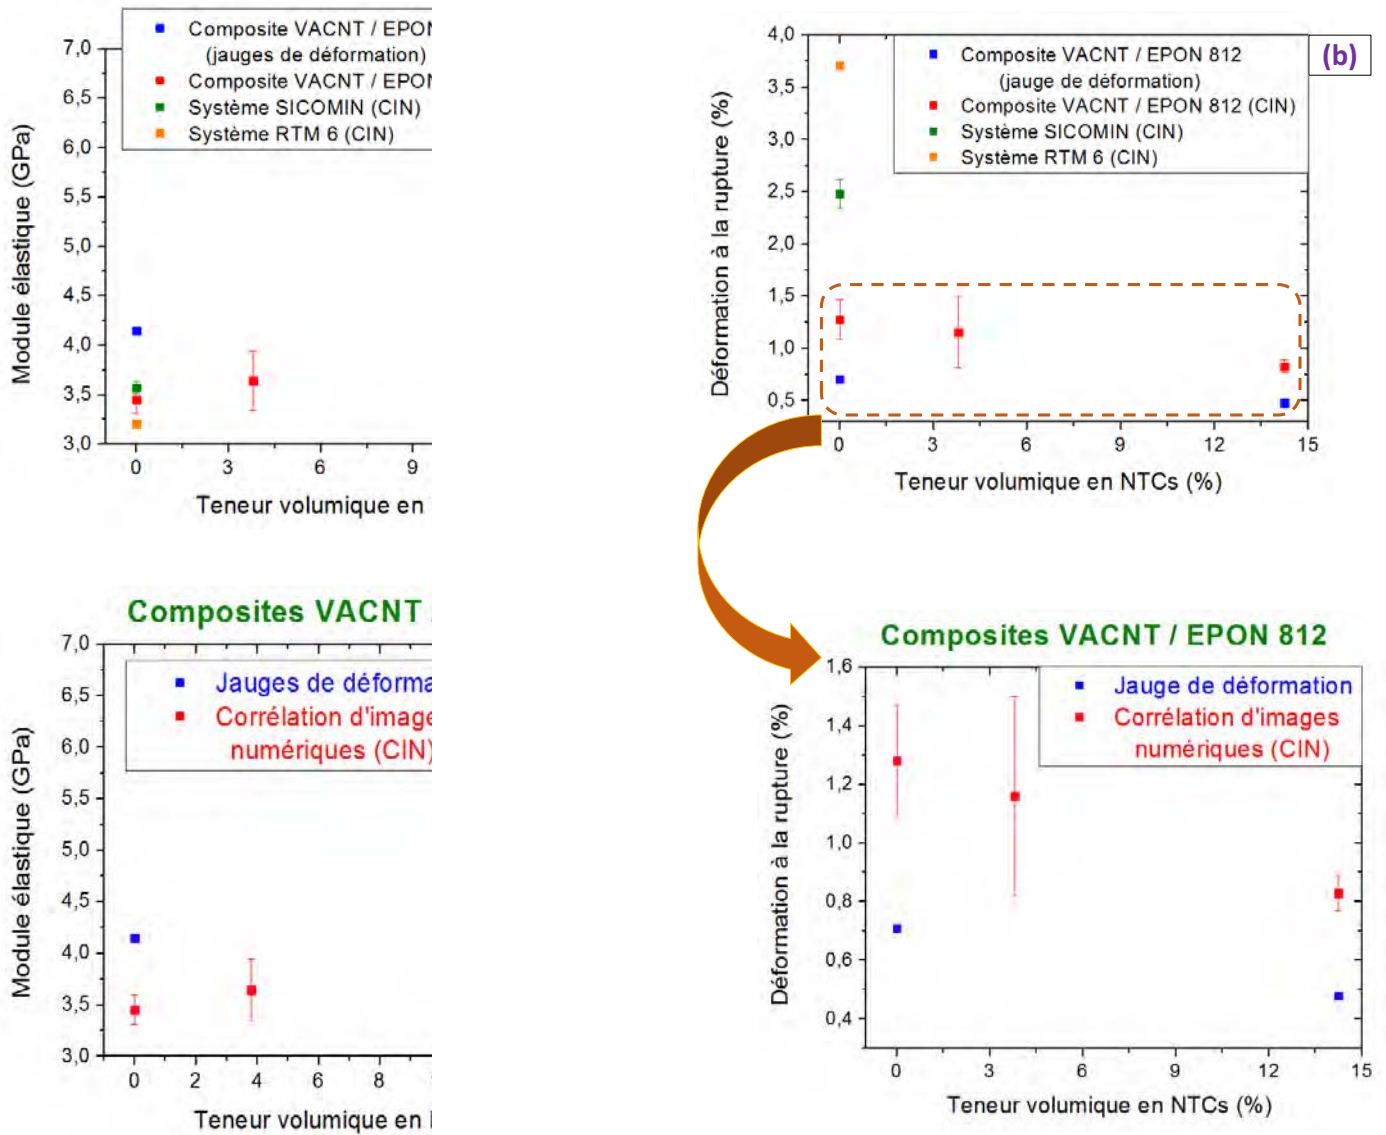 Composite VACNT / EPON
(jauges de déformation)
Composite VACNT / EPON
Système SICOMIN (CIN)
Système RTM 6 (CIN)
7,0
6,5
6,0
5,5
5,0
4,5
4,0
3,5
3,0
Module élastique (GPa)
0 3 6 9
Teneur volumique en
(b)
Composite VACNT / EPON 812
(jauge de déformation)
Composite VACNT / EPON 812 (CIN)
Système SICOMIN (CIN)
Système RTM 6 (CIN)
4,0
3,5
3,0
2,5
2,0
1,5
1,0
0,5
Déformation à la rupture (%)
0 3 6 9 12 15
Teneur volumique en NTCs (%)
Composites VACNT
Jauges de déforma
Corrélation d'image
numériques (CIN)
7,0
6,5
6,0
5,5
5,0
4,5
4,0
3,5
3,0
Module élastique (GPa)
0 2 4 6 8
Teneur volumique en
Composites VACNT / EPON 812
Jauge de déformation
Corrélation d'images
numériques (CIN)
1,6
1,4
1,2
1,0
0,8
0,6
0,4
Déformation à la rupture (%)
0 3 6 9 12 15
Teneur volumique en NTCs (%)